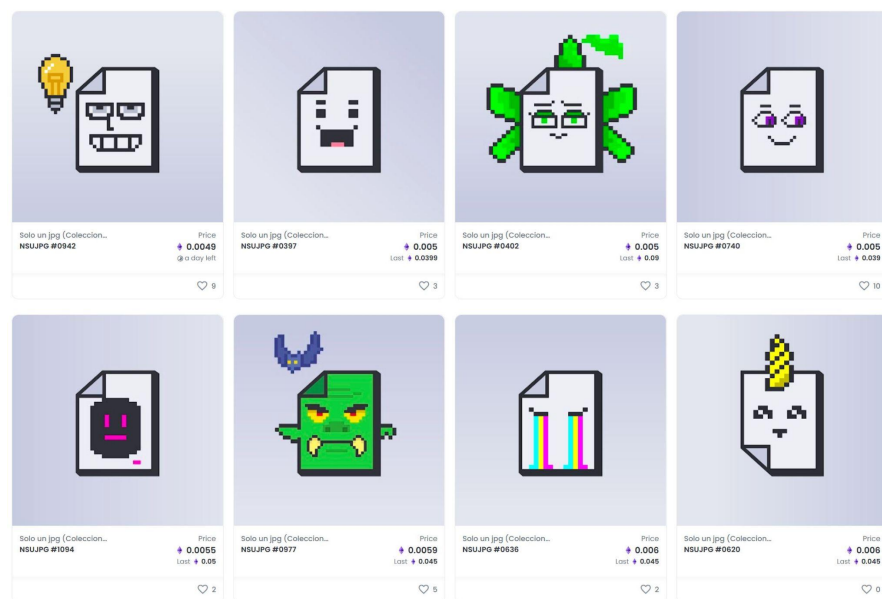 Solo un jpg (Coleccion... Price
NSUJPG #0942 0.0049
a day left
9
Solo un jpg (Coleccion... Price
NSUJPG #0397 0.005
Last 0.0399
3
Solo un jpg (Coleccion... Price
NSUJPG #0402 0.005
Last 0.09
3
Solo un jpg (Coleccion... Price
NSUJPG #0740 0.005
Last 0.039
10
Solo un jpg (Coleccion... Price
NSUJPG #1094 0.0055
Last 0.05
2
Solo un jpg (Coleccion... Price
NSUJPG #0977 0.0059
Last 0.045
5
Solo un jpg (Coleccion... Price
NSUJPG #0636 0.006
Last 0.045
2
Solo un jpg (Coleccion... Price
NSUJPG #0620 0.006
Last 0.045
0